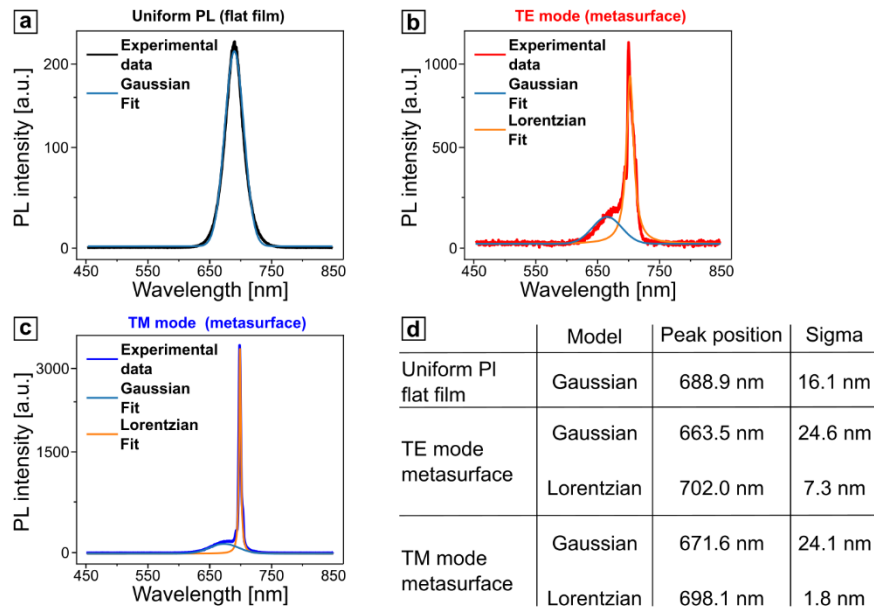 a
Uniform PL (flat film)
PL intensity [a.u.]
200
100
0
Experimental
data
Gaussian
Fit
450 550 650 750 850
Wavelength [nm]
b
TE mode (metasurface)
PL intensity [a.u.]
1000
500
0
Experimental
data
Gaussian
Fit
Lorentzian
Fit
450 550 650 750 850
Wavelength [nm]
c
TM mode (metasurface)
PL intensity [a.u.]
3000
1500
0
Experimental
data
Gaussian
Fit
Lorentzian
Fit
450 550 650 750 850
Wavelength [nm]
d
Model Peak position Sigma
Uniform Pl
flat film
Gaussian 688.9 nm 16.1 nm
TE mode
metasurface
Gaussian 663.5 nm 24.6 nm
Lorentzian 702.0 nm 7.3 nm
TM mode
metasurface
Gaussian 671.6 nm 24.1 nm
Lorentzian 698.1 nm 1.8 nm